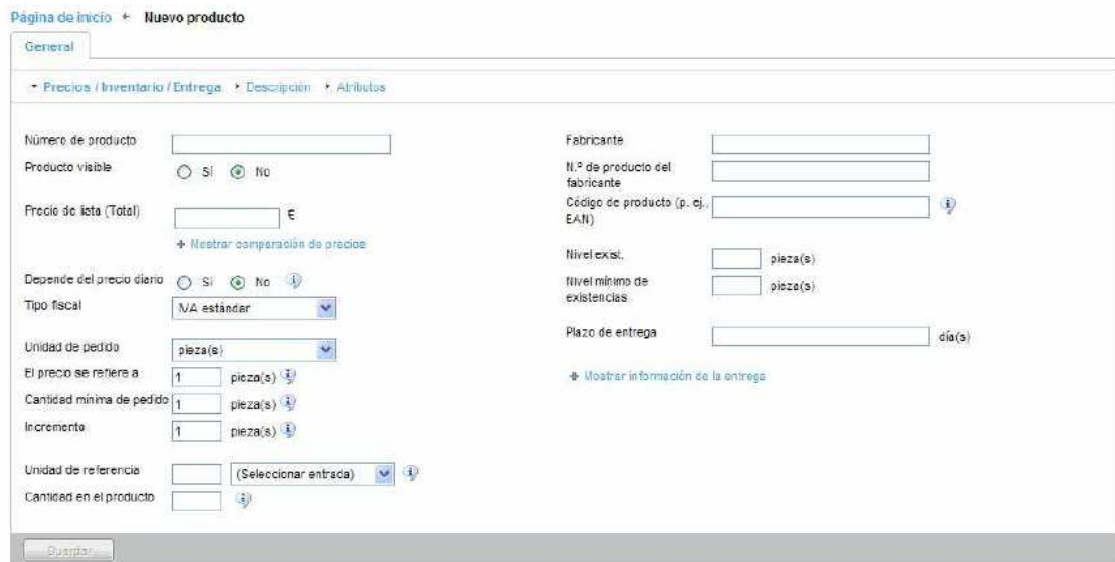 Página de inicio Nuevo producto
General
Precios / Inventario / Entrega Descripción Atributos
Número de producto
Producto visible Sí No
Precio de lista (Total) €
Mostrar comparación de precios
Depende del precio diario Sí No
Tipo fiscal IVA estándar
Unidad de pedido pieza(s)
El precio se refiere a 1 pieza(s)
Cantidad mínima de pedido 1 pieza(s)
Incremento 1 pieza(s)
Unidad de referencia (Seleccionar entrada)
Cantidad en el producto
Fabricante
N.º de producto del
fabricante
Código de producto (p. ej.,
EAN)
Nivel exist. pieza(s)
Nivel mínimo de
existencias pieza(s)
Plazo de entrega día(s)
Mostrar información de la entrega
Guardar